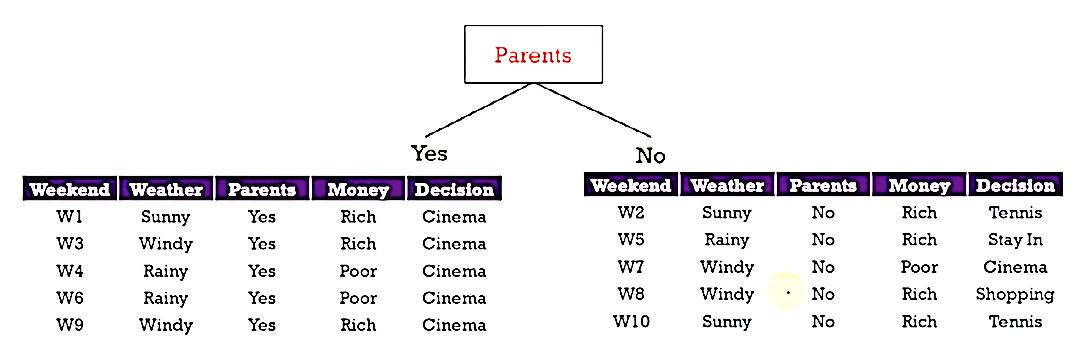 Parents
Yes
No
Weekend Weather Parents Money Decision
W1 Sunny Yes Rich Cinema
W3 Windy Yes Rich Cinema
W4 Rainy Yes Poor Cinema
W6 Rainy Yes Poor Cinema
W9 Windy Yes Rich Cinema
Weekend Weather Parents Money Decision
W2 Sunny No Rich Tennis
W5 Rainy No Rich Stay In
W7 Windy No Poor Cinema
W8 Windy No Rich Shopping
W10 Sunny No Rich Tennis